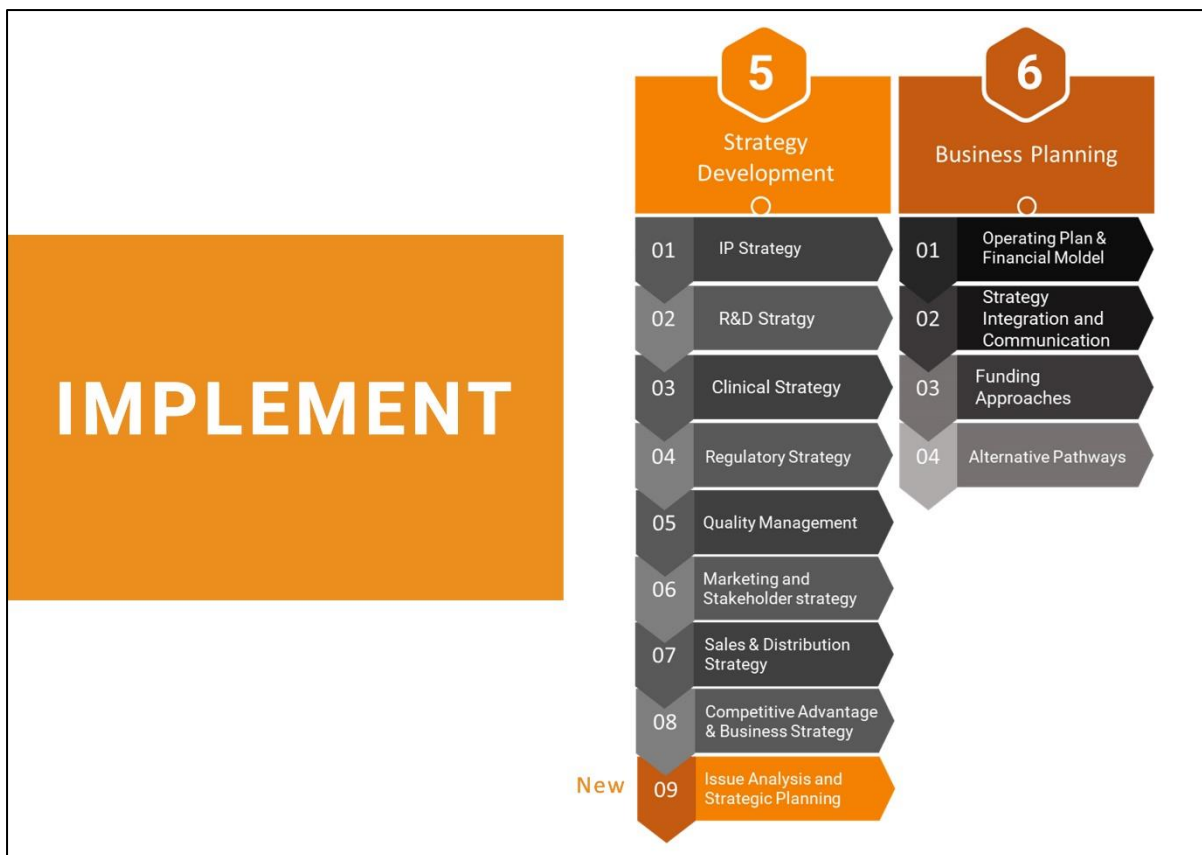 IMPLEMENT
5
Strategy
Development
01
IP Strategy
02
R&D Stratgy
03
Clinical Strategy
04
Regulatory Strategy
05
Quality Management
06
Marketing and
Stakeholder strategy
07
Sales & Distribution
Strategy
08
Competitive Advantage
& Business Strategy
New
09
Issue Analysis and
Strategic Planning
6
Business Planning
01
Operating Plan &
Financial Moldel
02
Strategy
Integration and
Communication
03
Funding
Approaches
04
Alternative Pathways